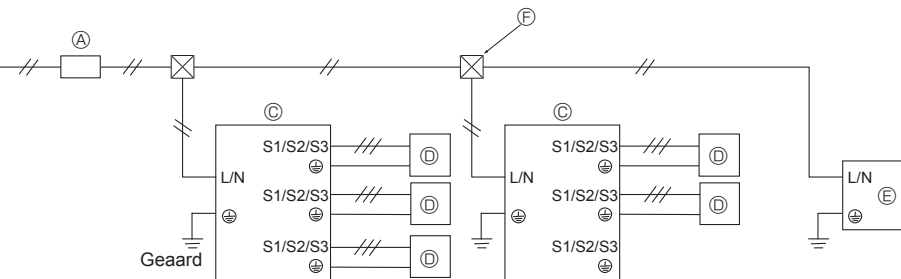 Ⓐ
Ⓕ
Ⓒ
Ⓒ
S1/S2/S3
Ⓓ
S1/S2/S3
Ⓓ
L/N
S1/S2/S3
Ⓓ
L/N
S1/S2/S3
Ⓓ
L/N
Ⓔ
Geaard
S1/S2/S3
Ⓓ
S1/S2/S3